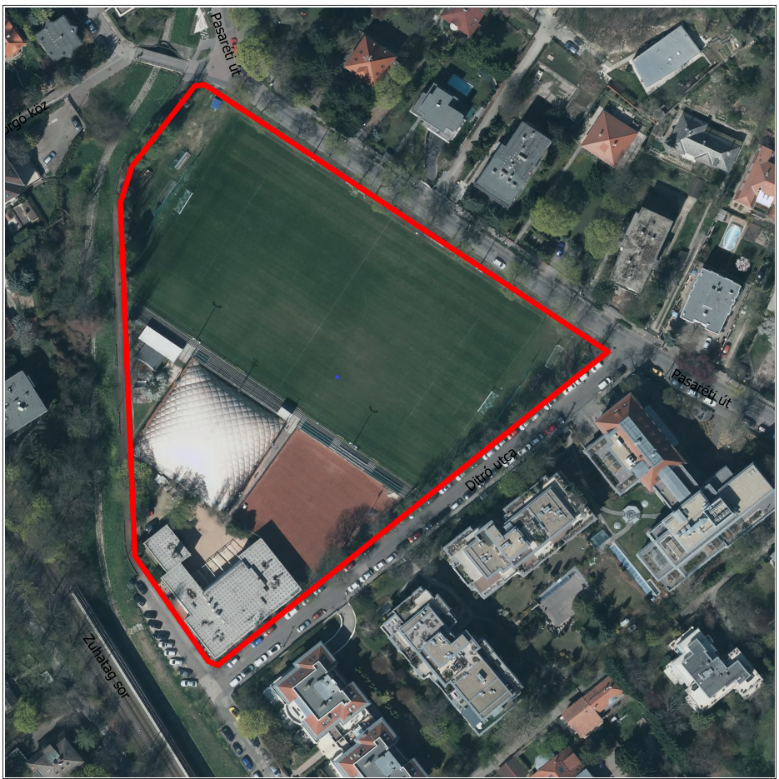 Pasaréti út
Pasaréti út
Ditró utca
Zuhatag sor